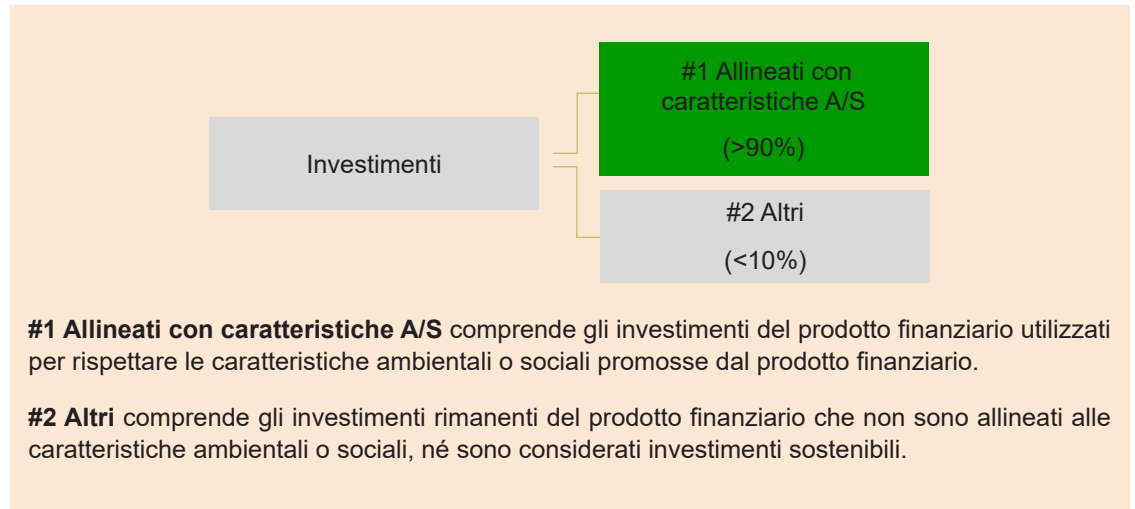 #1 Allineati con
caratteristiche A/S
(>90%)
Investimenti
#2 Altri
(<10%)
#1 Allineati con caratteristiche A/S comprende gli investimenti del prodotto finanziario utilizzati
per rispettare le caratteristiche ambientali o sociali promosse dal prodotto finanziario.
#2 Altri comprende gli investimenti rimanenti del prodotto finanziario che non sono allineati alle
caratteristiche ambientali o sociali, né sono considerati investimenti sostenibili.